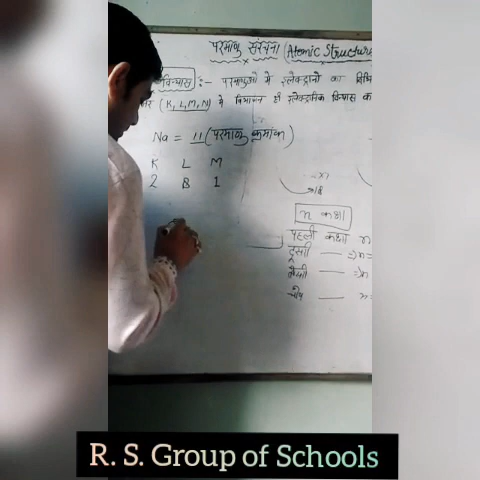 परमाणु संरचना (Atomic Structure
विन्यास :- परमाणुओं में इलेक्ट्रानो का विभि
(K, L, M, N) में विभाजन ही इलेक्ट्रानिक विन्यास क
Na = 11 (परमाणु क्रमांक)
K L M
2 8 1
n कक्षा
पहली कक्षा n
दूसरी — ⇒ n=
तीसरी — ⇒ n
चौथी — n
R. S. Group of Schools